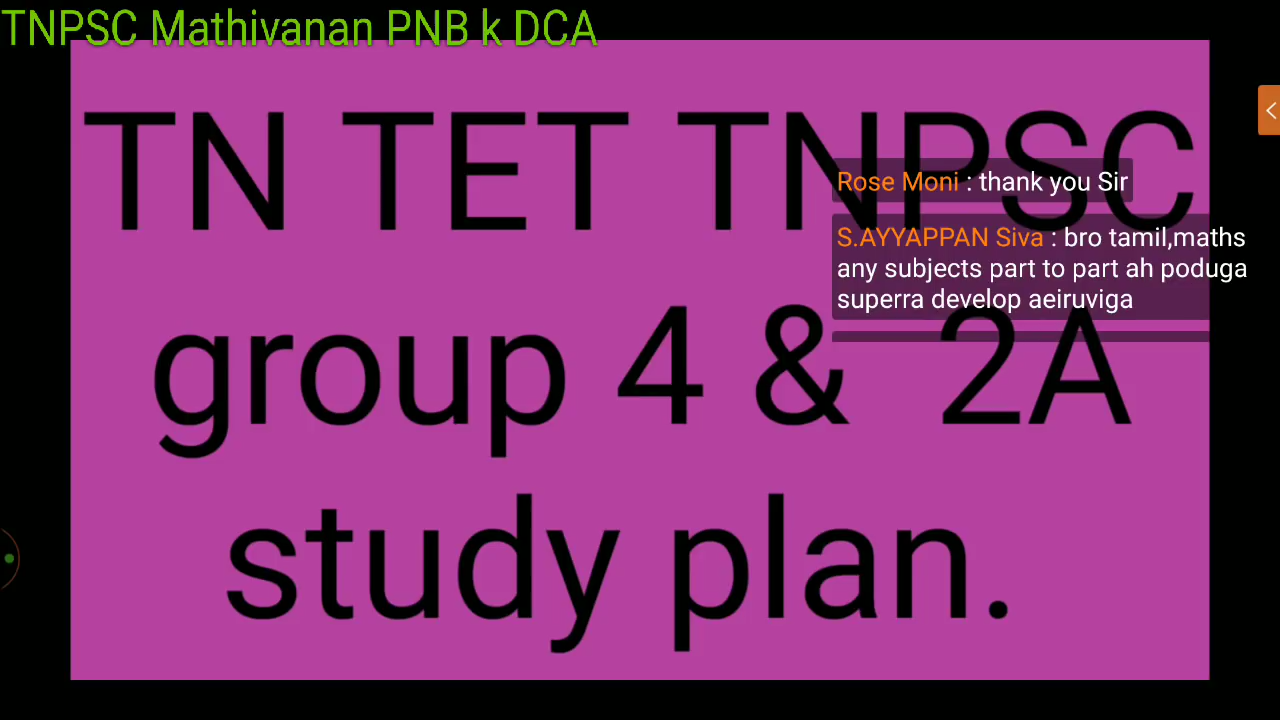 TNPSC Mathivanan PNB k DCA
TN TET TNPSC
group 4 & 2A
study plan.
Rose Moni : thank you Sir
S.AYYAPPAN Siva : bro tamil,maths
any subjects part to part ah poduga
superra develop aeiruviga